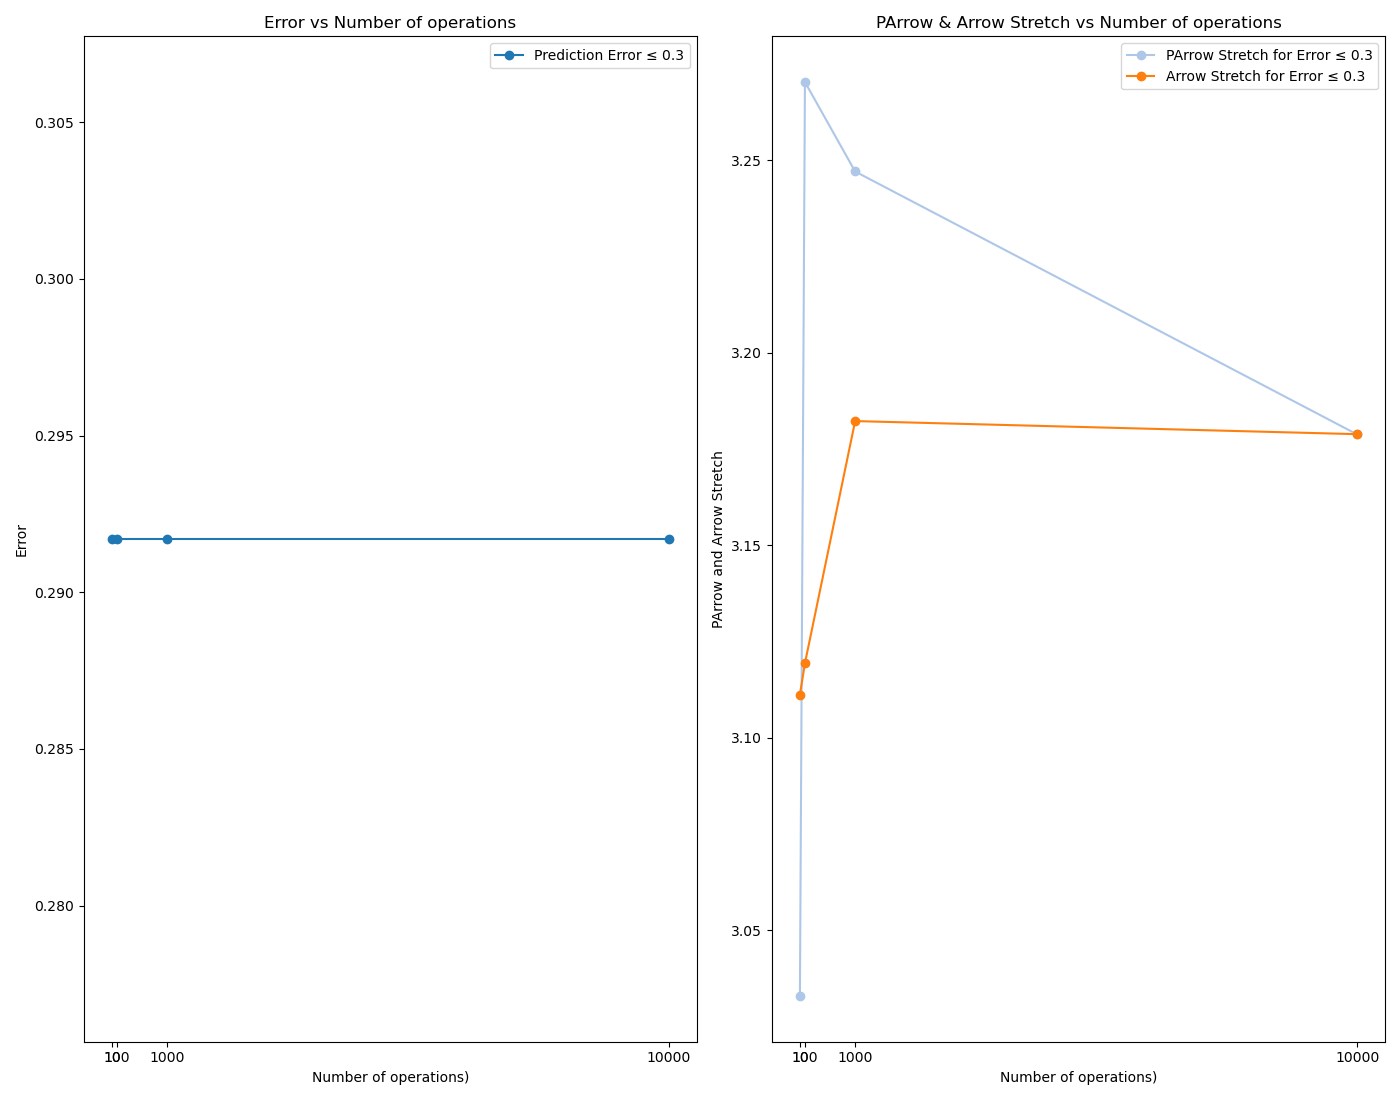 Error vs Number of operations
Prediction Error ≤ 0.3
0.305
0.300
0.295
0.290
0.285
0.280
Error
10
100
1000
10000
Number of operations)
PArrow & Arrow Stretch vs Number of operations
PArrow Stretch for Error ≤ 0.3
Arrow Stretch for Error ≤ 0.3
3.25
3.20
3.15
3.10
3.05
PArrow and Arrow Stretch
10
100
1000
10000
Number of operations)